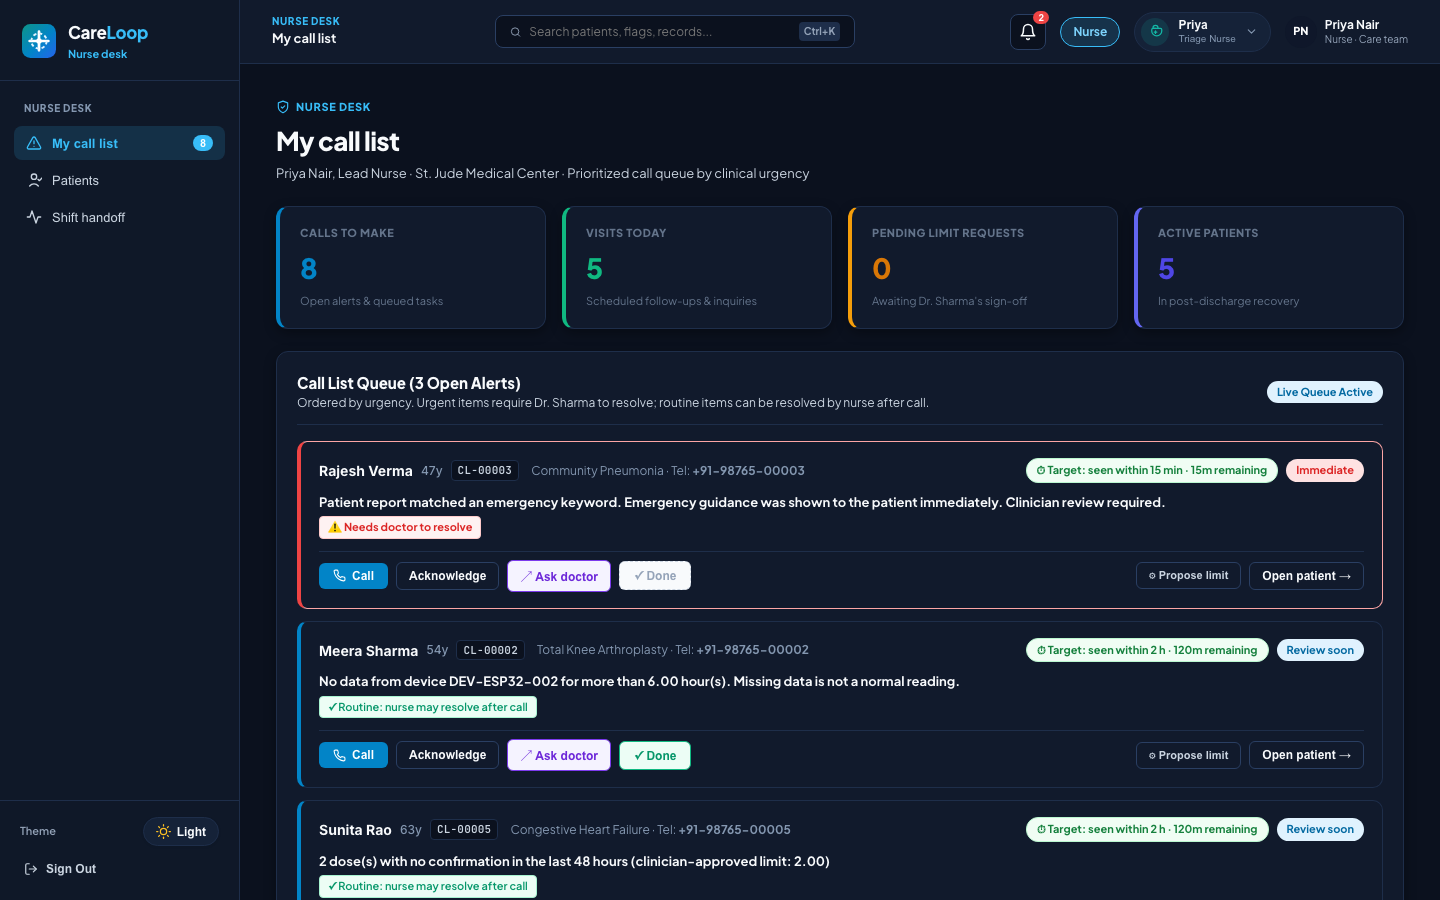 CareLoop
Nurse desk
NURSE DESK
My call list 8
Patients
Shift handoff
Theme Light
Sign Out
NURSE DESK
My call list
Search patients, flags, records... Ctrl+K
2
Nurse
Priya
Triage Nurse
PN
Priya Nair
Nurse · Care team
NURSE DESK
My call list
Priya Nair, Lead Nurse · St. Jude Medical Center · Prioritized call queue by clinical urgency
CALLS TO MAKE
8
Open alerts & queued tasks
VISITS TODAY
5
Scheduled follow-ups & inquiries
PENDING LIMIT REQUESTS
0
Awaiting Dr. Sharma's sign-off
ACTIVE PATIENTS
5
In post-discharge recovery
Call List Queue (3 Open Alerts)
Ordered by urgency. Urgent items require Dr. Sharma to resolve; routine items can be resolved by nurse after call.
Live Queue Active
Rajesh Verma 47y CL-00003 Community Pneumonia · Tel: +91-98765-00003
⏱ Target: seen within 15 min · 15m remaining Immediate
Patient report matched an emergency keyword. Emergency guidance was shown to the patient immediately. Clinician review required.
⚠️ Needs doctor to resolve
Call Acknowledge ↗ Ask doctor ✓ Done ⚙ Propose limit Open patient →
Meera Sharma 54y CL-00002 Total Knee Arthroplasty · Tel: +91-98765-00002
⏱ Target: seen within 2 h · 120m remaining Review soon
No data from device DEV-ESP32-002 for more than 6.00 hour(s). Missing data is not a normal reading.
✓ Routine: nurse may resolve after call
Call Acknowledge ↗ Ask doctor ✓ Done ⚙ Propose limit Open patient →
Sunita Rao 63y CL-00005 Congestive Heart Failure · Tel: +91-98765-00005
⏱ Target: seen within 2 h · 120m remaining Review soon
2 dose(s) with no confirmation in the last 48 hours (clinician-approved limit: 2.00)
✓ Routine: nurse may resolve after call